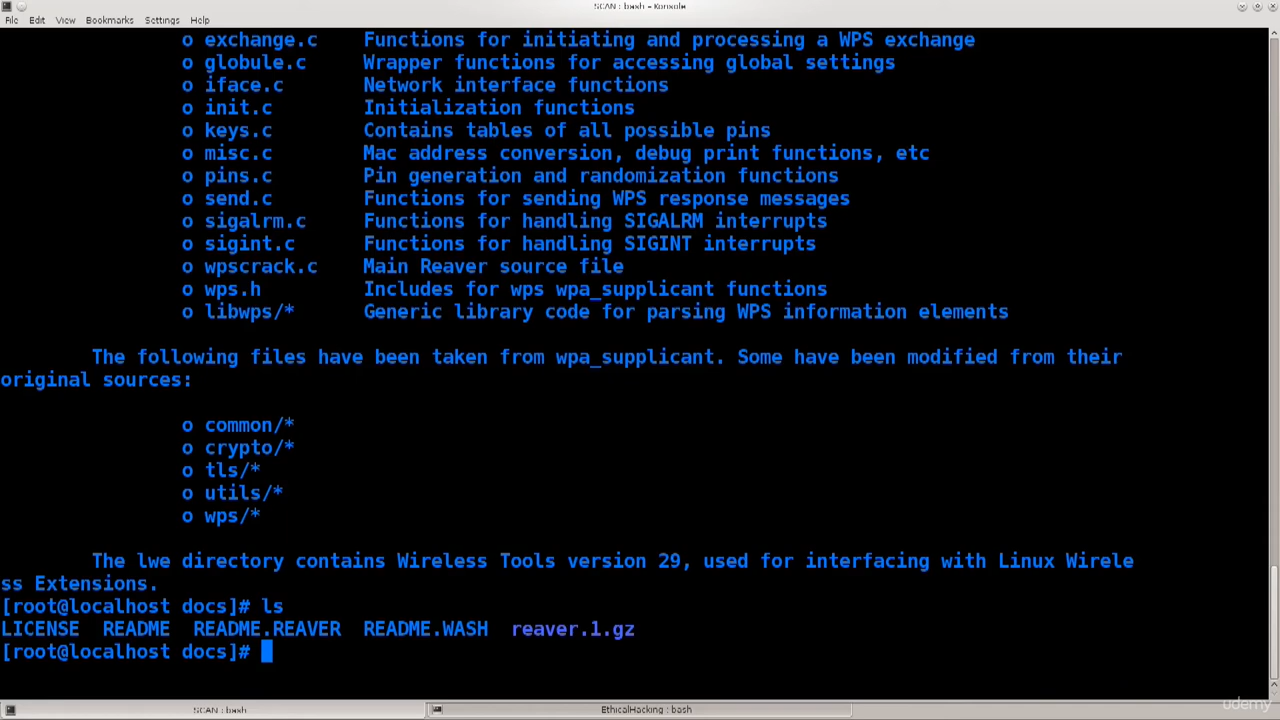 SCAN : bash – Konsole
File Edit View Bookmarks Settings Help
o exchange.c Functions for initiating and processing a WPS exchange
o globule.c Wrapper functions for accessing global settings
o iface.c Network interface functions
o init.c Initialization functions
o keys.c Contains tables of all possible pins
o misc.c Mac address conversion, debug print functions, etc
o pins.c Pin generation and randomization functions
o send.c Functions for sending WPS response messages
o sigalrm.c Functions for handling SIGALRM interrupts
o sigint.c Functions for handling SIGINT interrupts
o wpscrack.c Main Reaver source file
o wps.h Includes for wps wpa_supplicant functions
o libwps/* Generic library code for parsing WPS information elements
The following files have been taken from wpa_supplicant. Some have been modified from their
original sources:
o common/*
o crypto/*
o tls/*
o utils/*
o wps/*
The lwe directory contains Wireless Tools version 29, used for interfacing with Linux Wirele
ss Extensions.
[root@localhost docs]# ls
LICENSE README README.REAVER README.WASH reaver.1.gz
[root@localhost docs]#
SCAN : bash EthicalHacking : bash
udemy